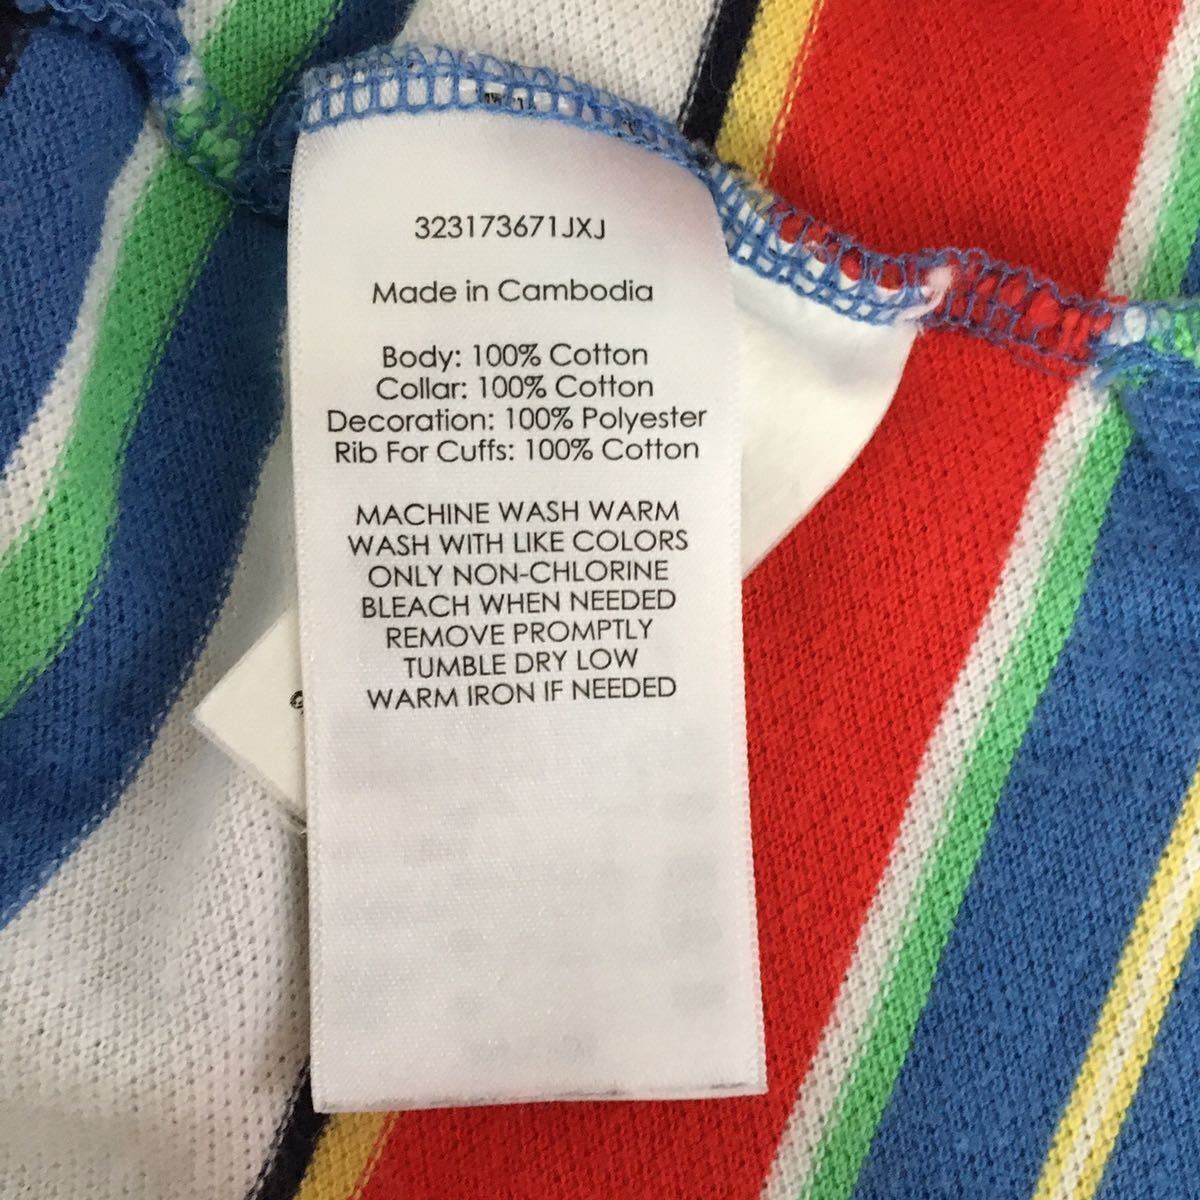 323173671JXJ
Made in Cambodia
Body: 100% Cotton
Collar: 100% Cotton
Decoration: 100% Polyester
Rib For Cuffs: 100% Cotton
MACHINE WASH WARM
WASH WITH LIKE COLORS
ONLY NON-CHLORINE
BLEACH WHEN NEEDED
REMOVE PROMPTLY
TUMBLE DRY LOW
WARM IRON IF NEEDED